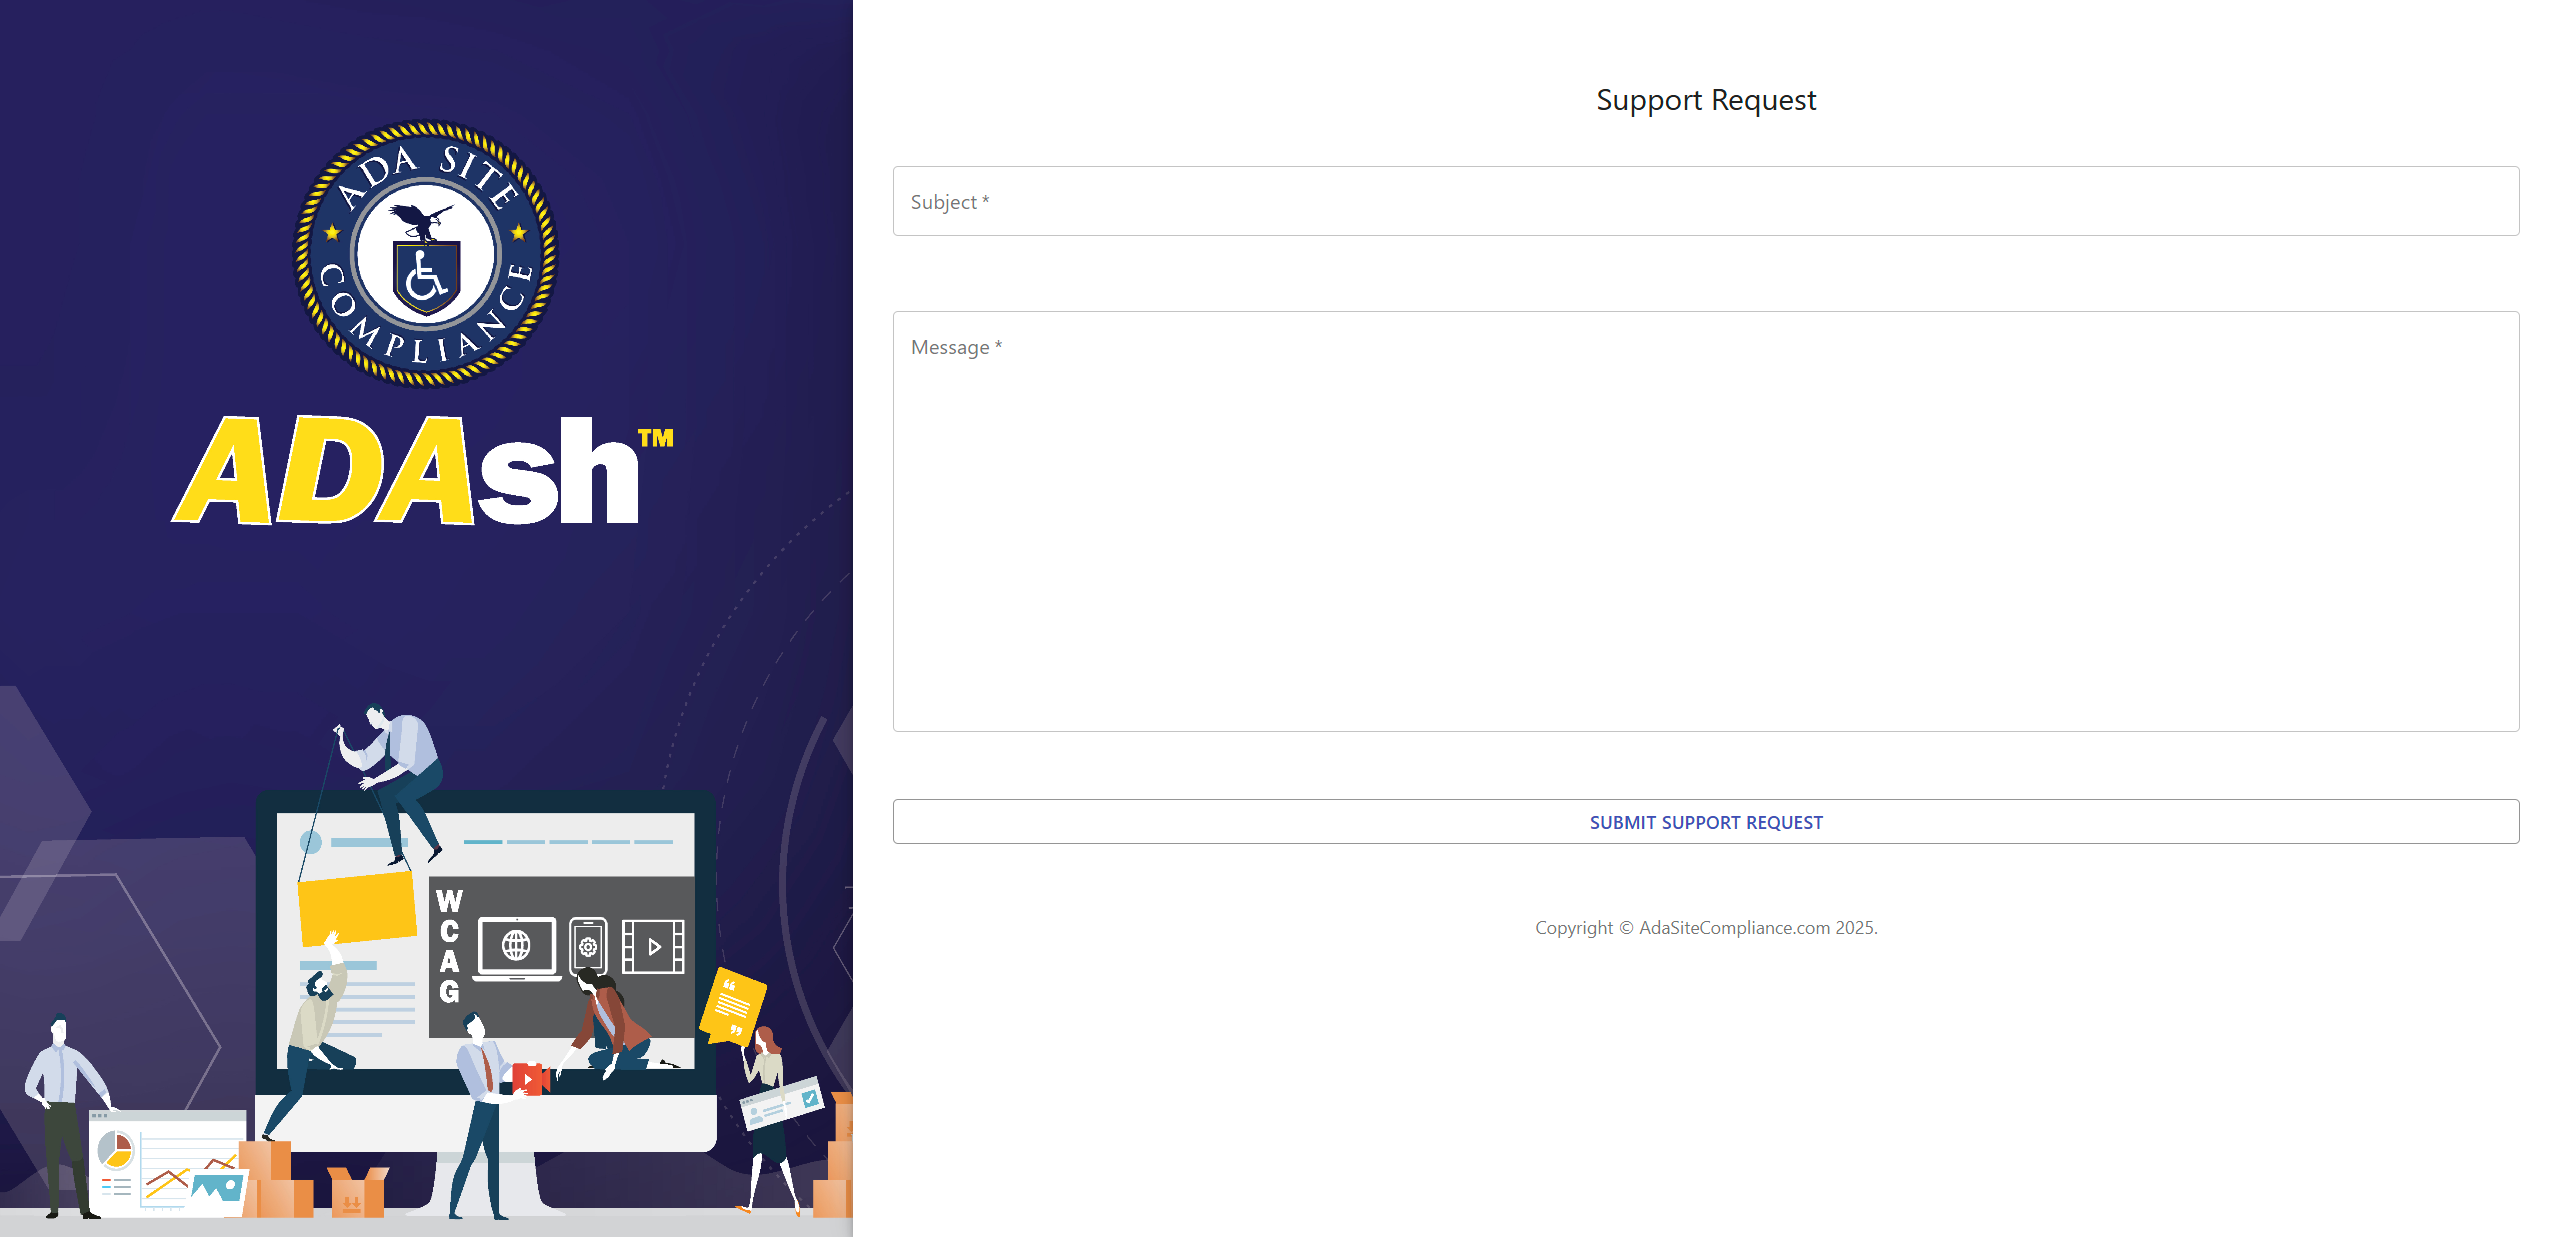 ADA SITE
COMPLIANCE
ADAsh™
W
C
A
G
Support Request
Subject *
Message *
SUBMIT SUPPORT REQUEST
Copyright © AdaSiteCompliance.com 2025.